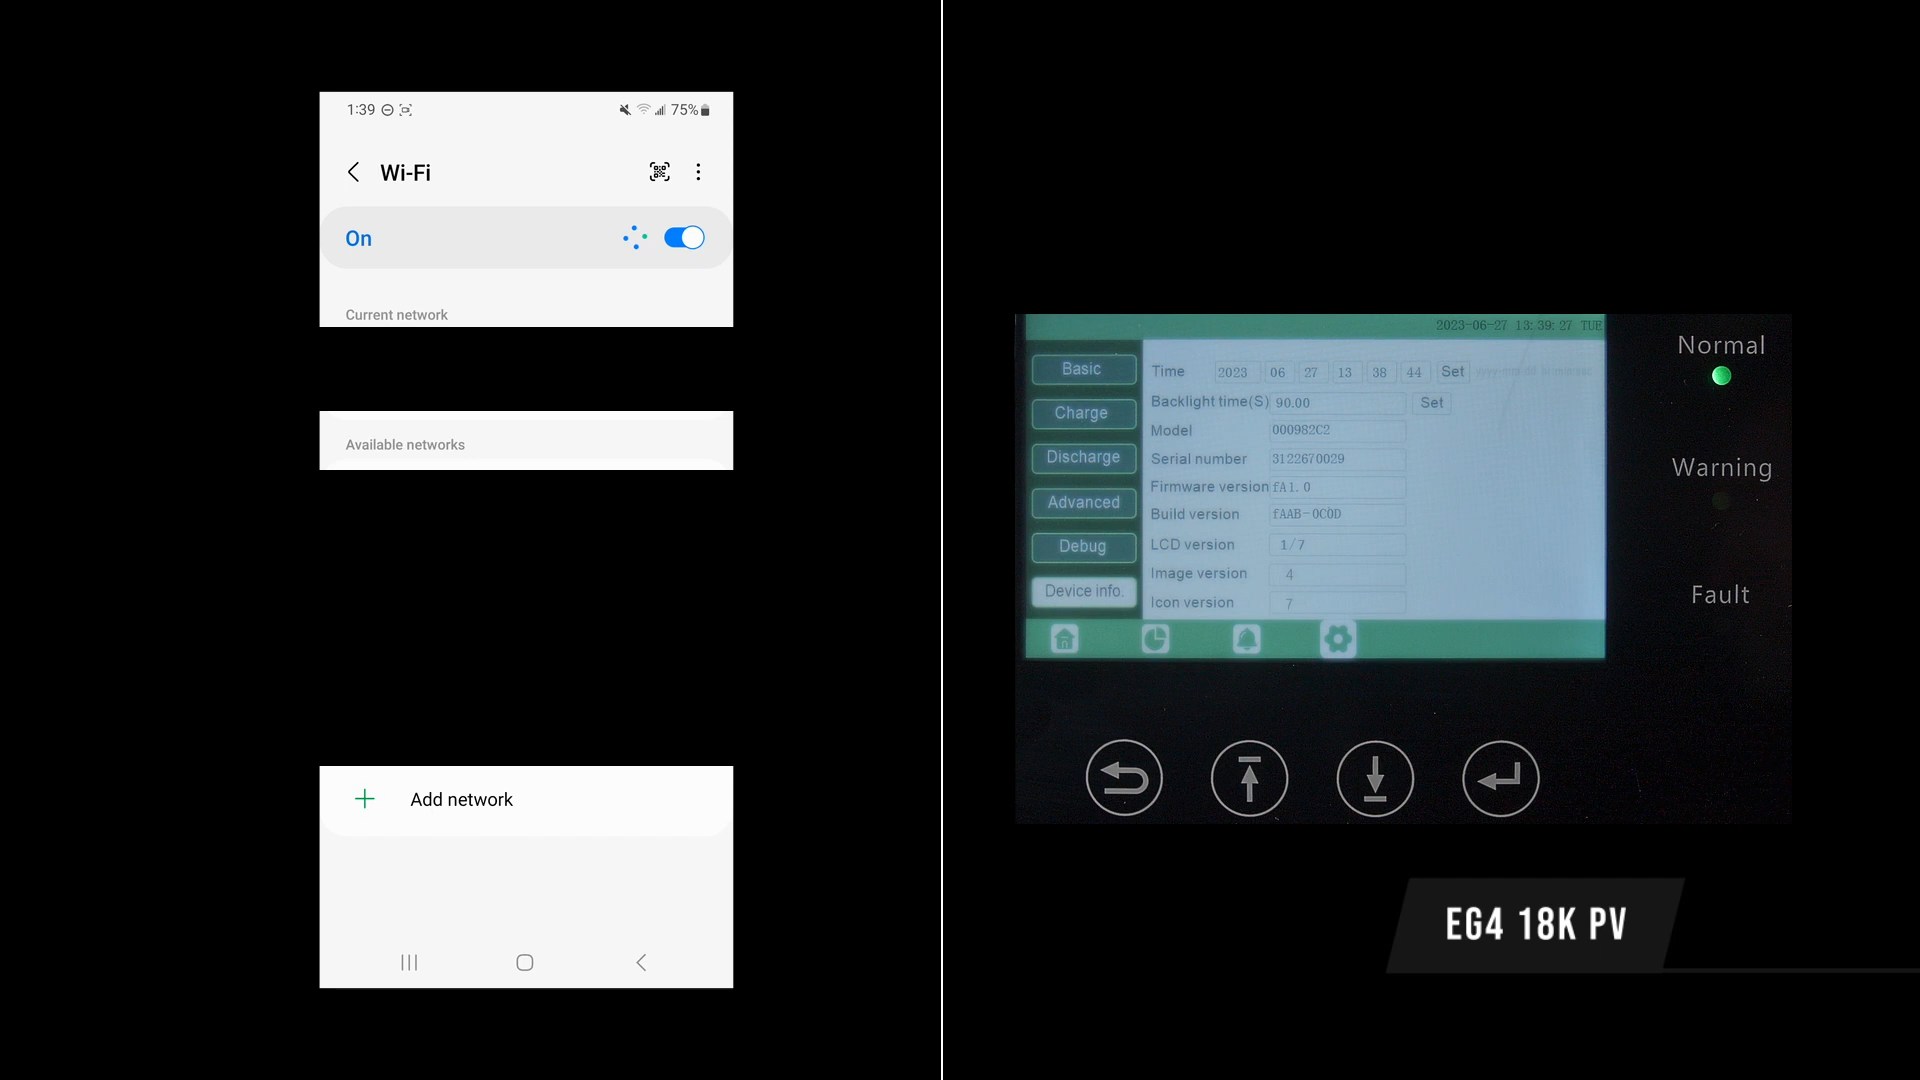 1:39
75%
Wi-Fi
On
Current network
Available networks
Add network
2023-06-27 13:39:27 TUE
Basic
Charge
Discharge
Advanced
Debug
Device info.
Time 2023 06 27 13 38 44 Set
Backlight time(S) 90.00 Set
Model 000982C2
Serial number 3122670029
Firmware version fA1.0
Build version fAAB-0C0D
LCD version 1/7
Image version 4
Icon version 7
Normal
Warning
Fault
EG4 18K PV